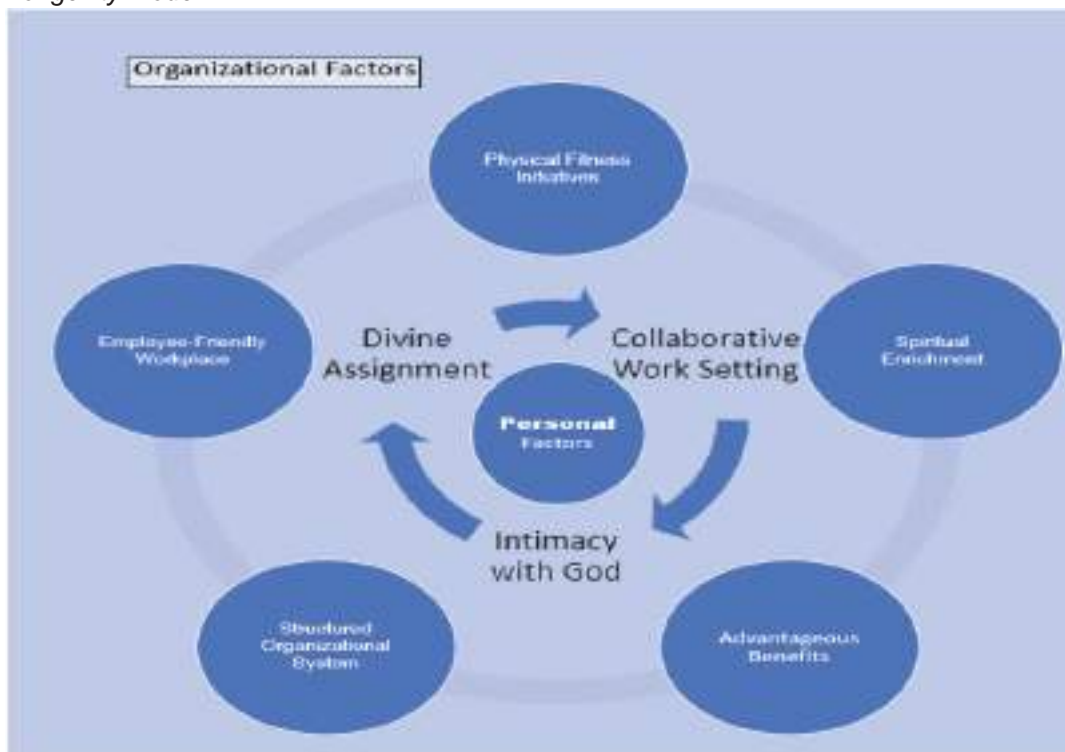 Organizational Factors
Physical Fitness
Initiatives
Employee-Friendly
Workplace
Divine
Assignment
Collaborative
Work Setting
Spiritual
Enrichment
Personal
Factors
Intimacy
with God
Structured
Organizational
System
Advantageous
Benefits